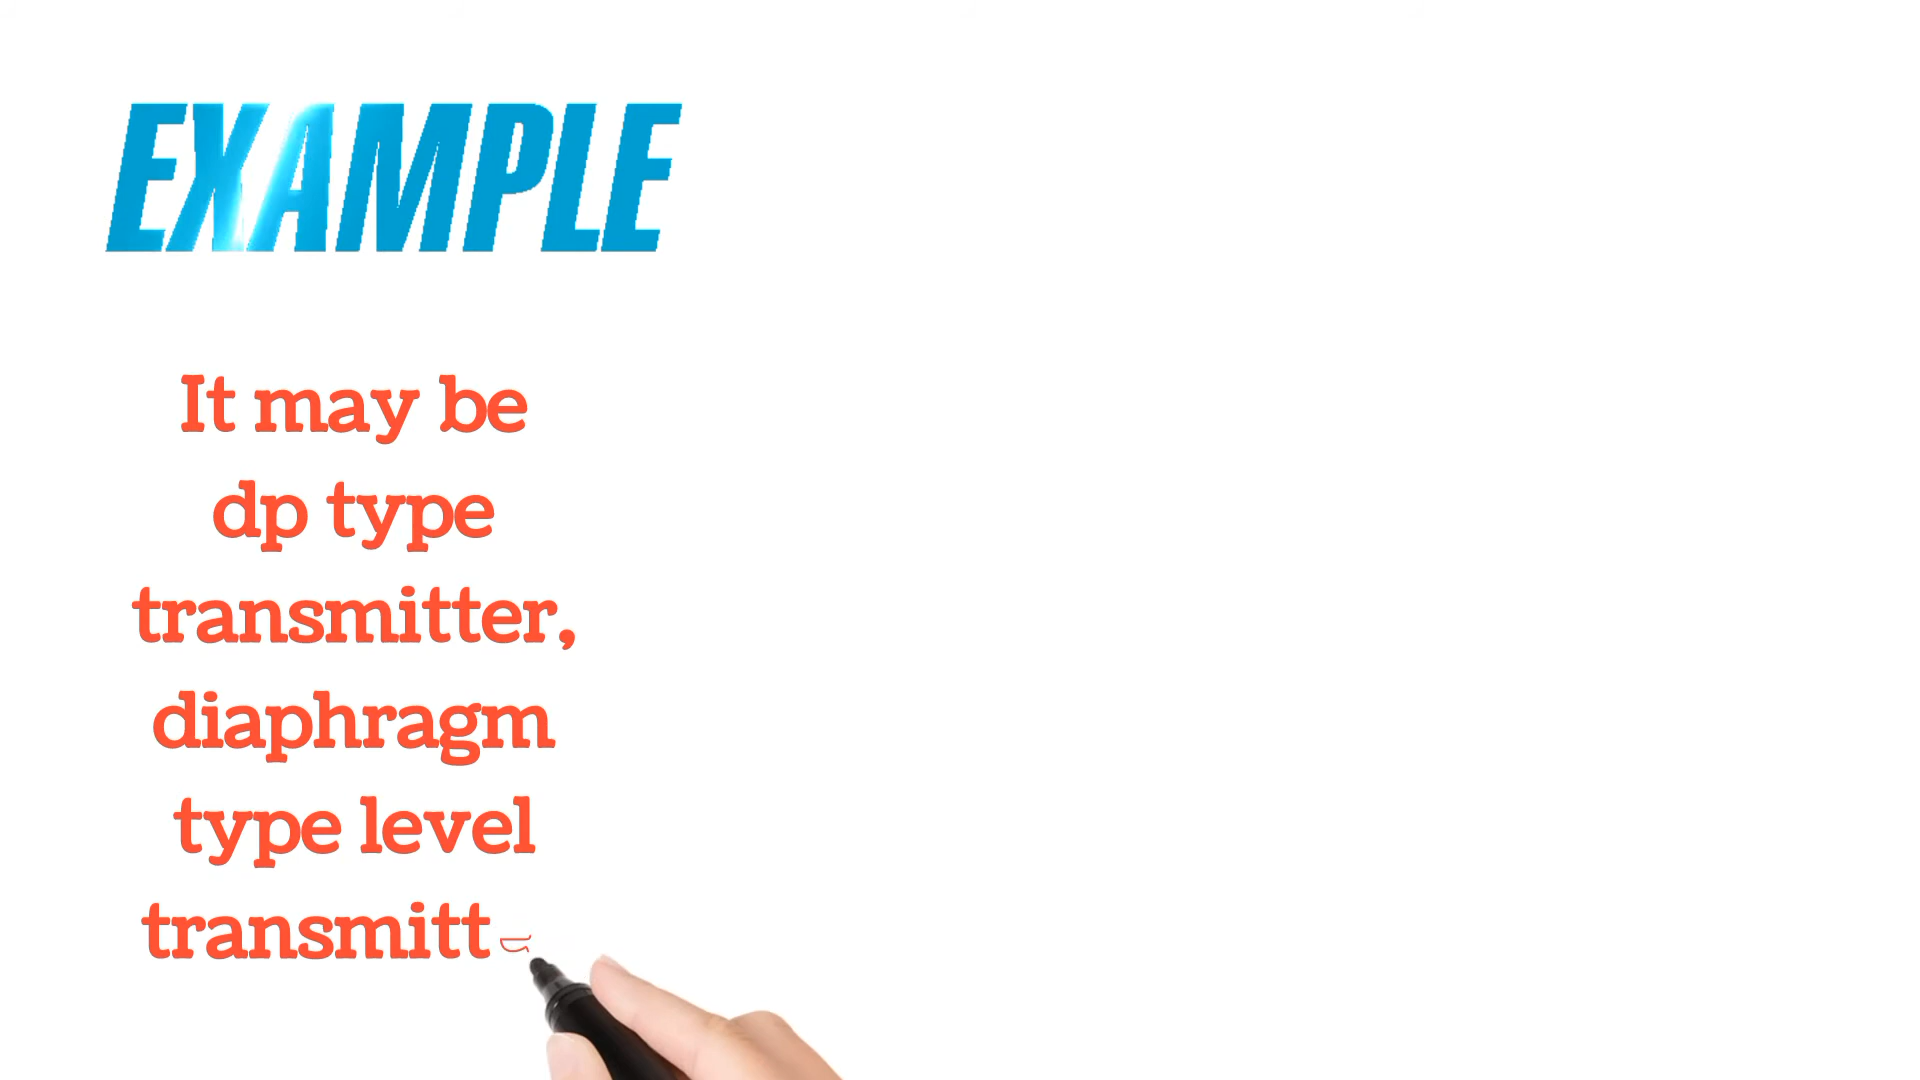 EXAMPLE
It may be
dp type
transmitter,
diaphragm
type level
transmitt